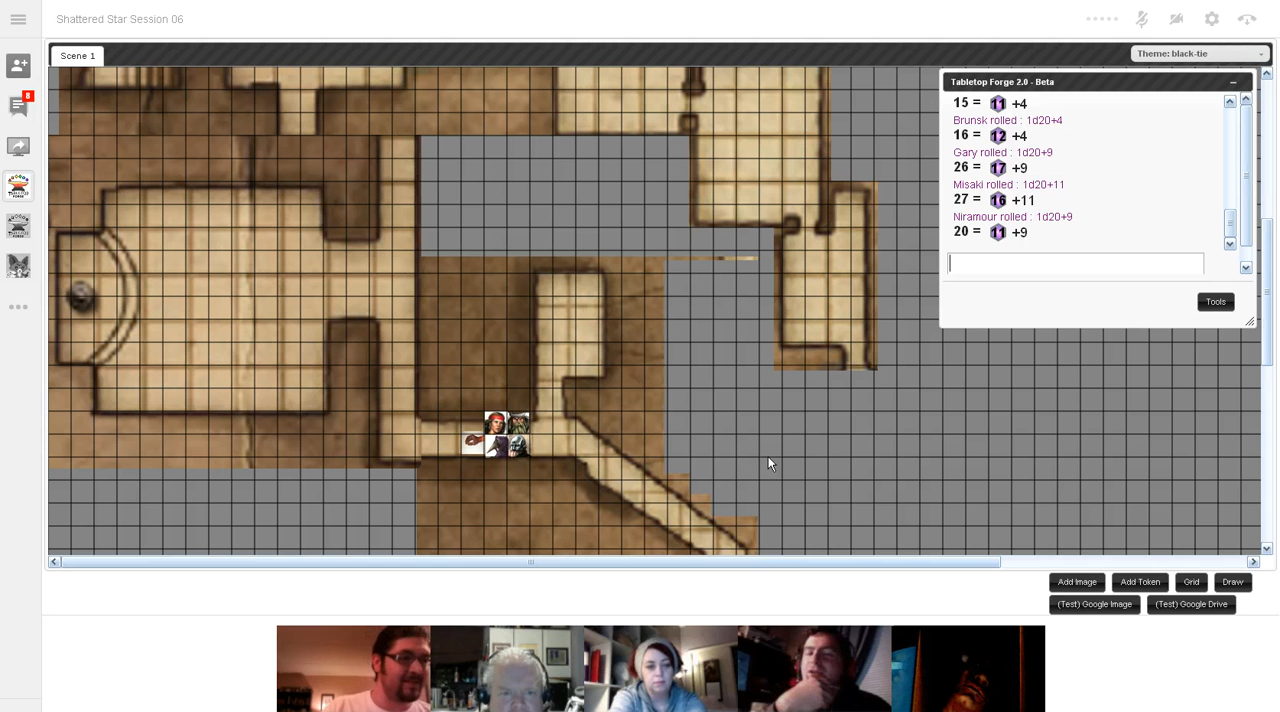 Shattered Star Session 06
Scene 1
Theme: black-tie
8
Tabletop Forge 2.0 - Beta
15 = 11 +4
Brunsk rolled : 1d20+4
16 = 12 +4
Gary rolled : 1d20+9
26 = 17 +9
Misaki rolled : 1d20+11
27 = 16 +11
Niramour rolled : 1d20+9
20 = 11 +9
Tools
Add Image
Add Token
Grid
Draw
(Test) Google Image
(Test) Google Drive